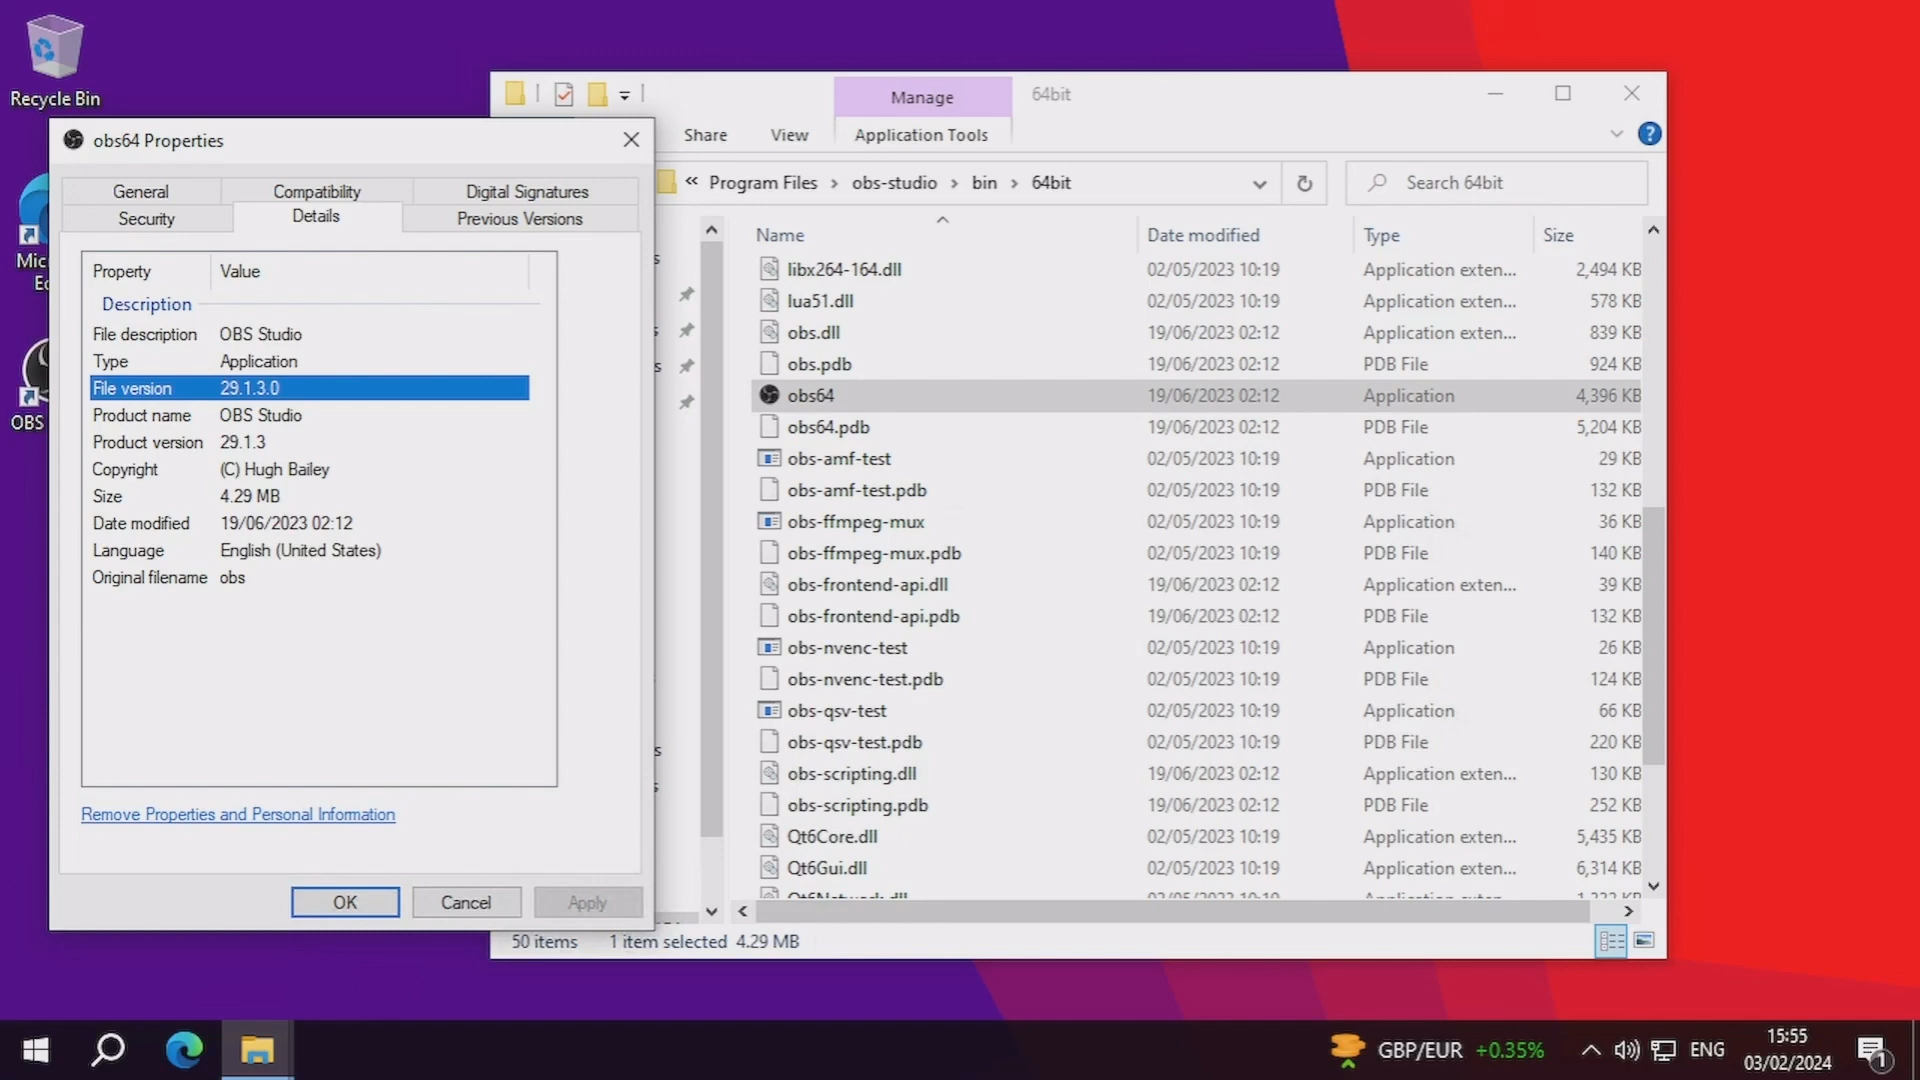 Recycle Bin
Manage
64bit
Share
View
Application Tools
obs64 Properties
« Program Files › obs-studio › bin › 64bit
Search 64bit
General
Compatibility
Digital Signatures
Security
Details
Previous Versions
Property Value
Description
File description OBS Studio
Type Application
File version 29.1.3.0
Product name OBS Studio
Product version 29.1.3
Copyright (C) Hugh Bailey
Size 4.29 MB
Date modified 19/06/2023 02:12
Language English (United States)
Original filename obs
Remove Properties and Personal Information
OK
Cancel
Apply
OBS
Name Date modified Type Size
libx264-164.dll 02/05/2023 10:19 Application exten... 2,494 KB
lua51.dll 02/05/2023 10:19 Application exten... 578 KB
obs.dll 19/06/2023 02:12 Application exten... 839 KB
obs.pdb 19/06/2023 02:12 PDB File 924 KB
obs64 19/06/2023 02:12 Application 4,396 KB
obs64.pdb 19/06/2023 02:12 PDB File 5,204 KB
obs-amf-test 02/05/2023 10:19 Application 29 KB
obs-amf-test.pdb 02/05/2023 10:19 PDB File 132 KB
obs-ffmpeg-mux 02/05/2023 10:19 Application 36 KB
obs-ffmpeg-mux.pdb 02/05/2023 10:19 PDB File 140 KB
obs-frontend-api.dll 19/06/2023 02:12 Application exten... 39 KB
obs-frontend-api.pdb 19/06/2023 02:12 PDB File 132 KB
obs-nvenc-test 02/05/2023 10:19 Application 26 KB
obs-nvenc-test.pdb 02/05/2023 10:19 PDB File 124 KB
obs-qsv-test 02/05/2023 10:19 Application 66 KB
obs-qsv-test.pdb 02/05/2023 10:19 PDB File 220 KB
obs-scripting.dll 19/06/2023 02:12 Application exten... 130 KB
obs-scripting.pdb 19/06/2023 02:12 PDB File 252 KB
Qt6Core.dll 02/05/2023 10:19 Application exten... 5,435 KB
Qt6Gui.dll 02/05/2023 10:19 Application exten... 6,314 KB
50 items 1 item selected 4.29 MB
GBP/EUR +0.35%
ENG
15:55
03/02/2024
1